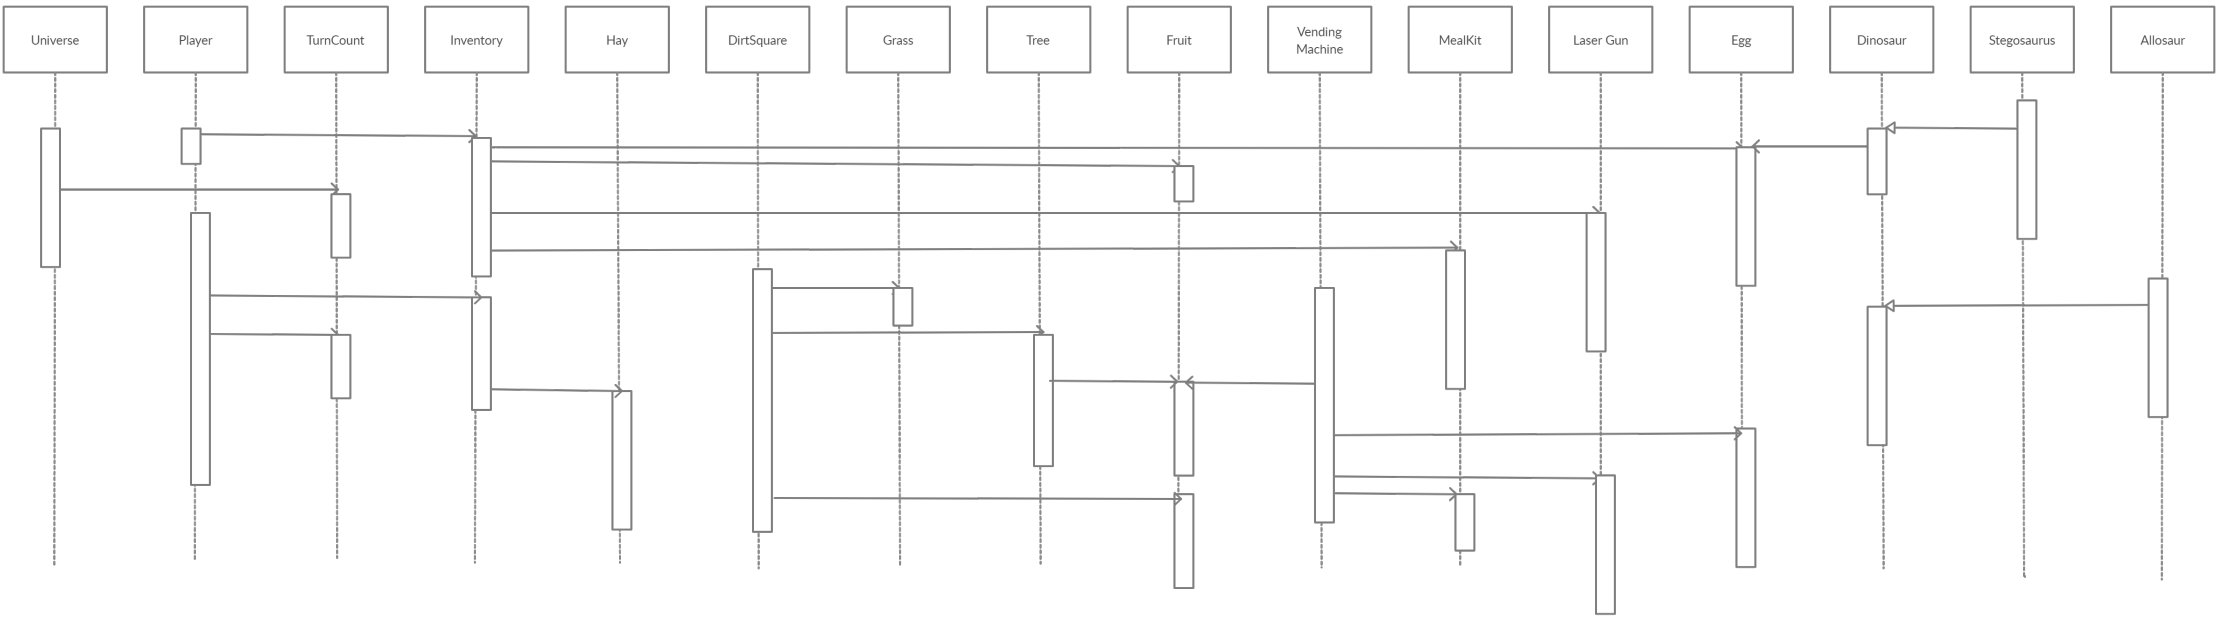 Universe
Player
TurnCount
Inventory
Hay
DirtSquare
Grass
Tree
Fruit
Vending
Machine
MealKit
Laser Gun
Egg
Dinosaur
Stegosaurus
Allosaur